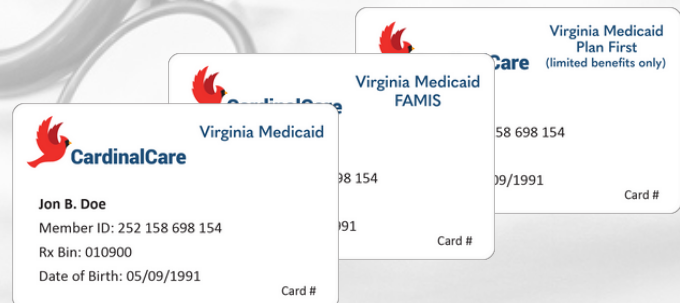 Virginia Medicaid
CardinalCare
Jon B. Doe
Member ID: 252 158 698 154
Rx Bin: 010900
Date of Birth: 05/09/1991
Card #
Virginia Medicaid
FAMIS
CardinalCare
98 154
991
Card #
Virginia Medicaid
Plan First
(limited benefits only)
Care
58 698 154
09/1991
Card #